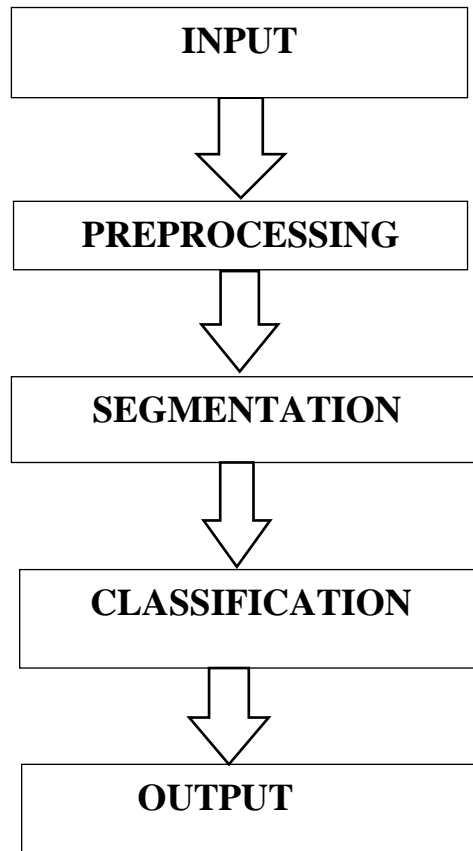 INPUT
PREPROCESSING
SEGMENTATION
CLASSIFICATION
OUTPUT